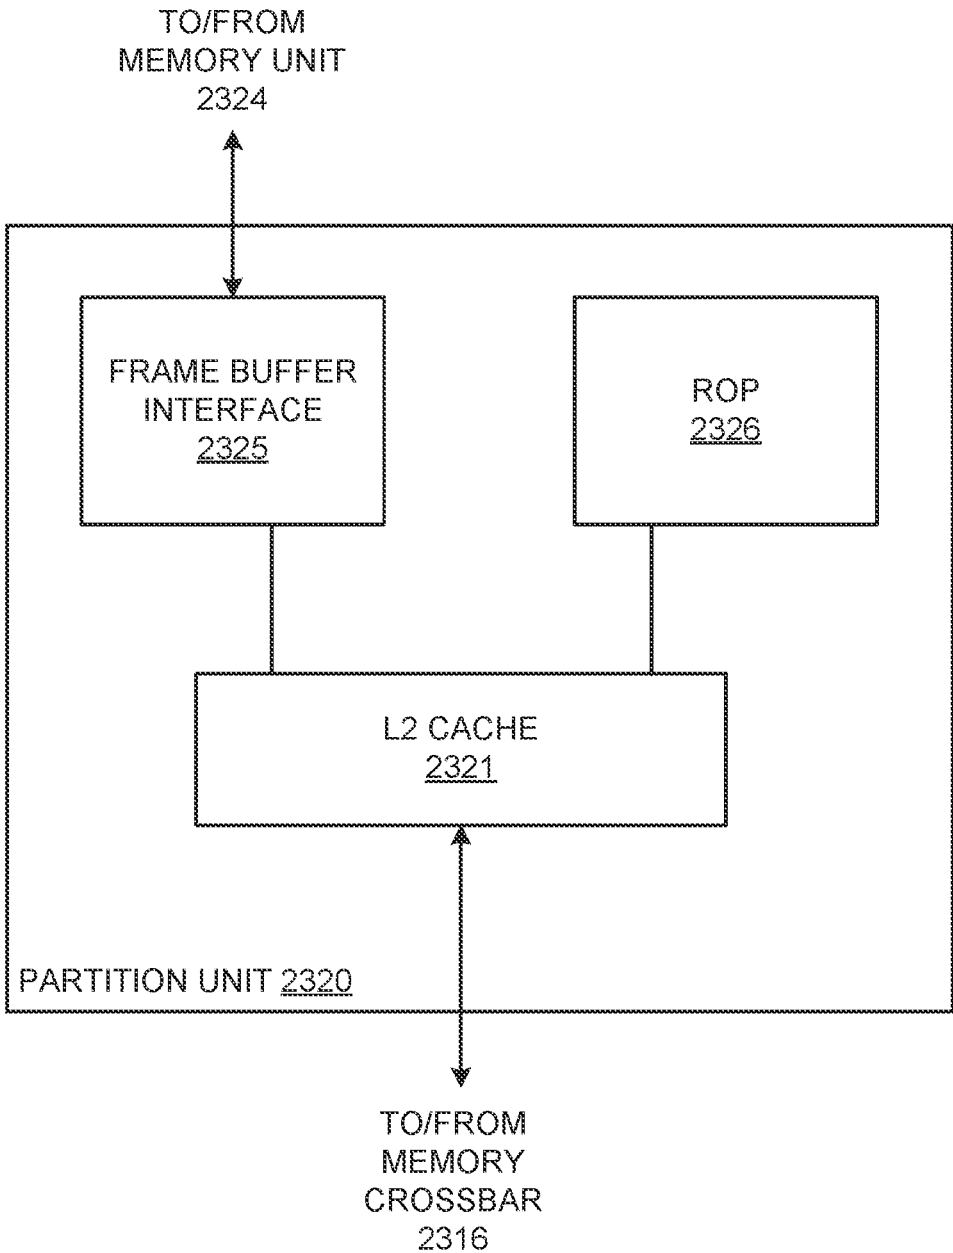 TO/FROM
MEMORY UNIT
2324
FRAME BUFFER
INTERFACE
2325
ROP
2326
L2 CACHE
2321
PARTITION UNIT 2320
TO/FROM
MEMORY
CROSSBAR
2316